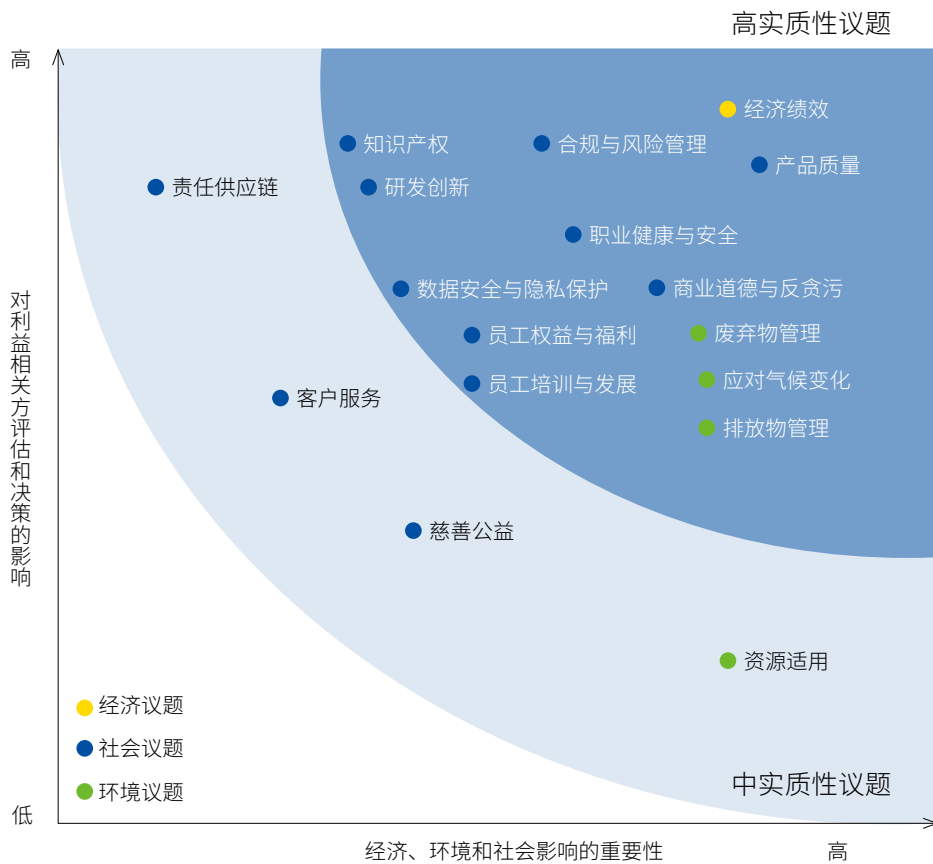 高实质性议题
高
经济绩效
知识产权
合规与风险管理
产品质量
责任供应链
研发创新
职业健康与安全
数据安全与隐私保护
商业道德与反贪污
对利益相关方评估和决策的影响
员工权益与福利
废弃物管理
员工培训与发展
应对气候变化
客户服务
排放物管理
慈善公益
资源适用
经济议题
社会议题
环境议题
中实质性议题
低
经济、环境和社会影响的重要性
高